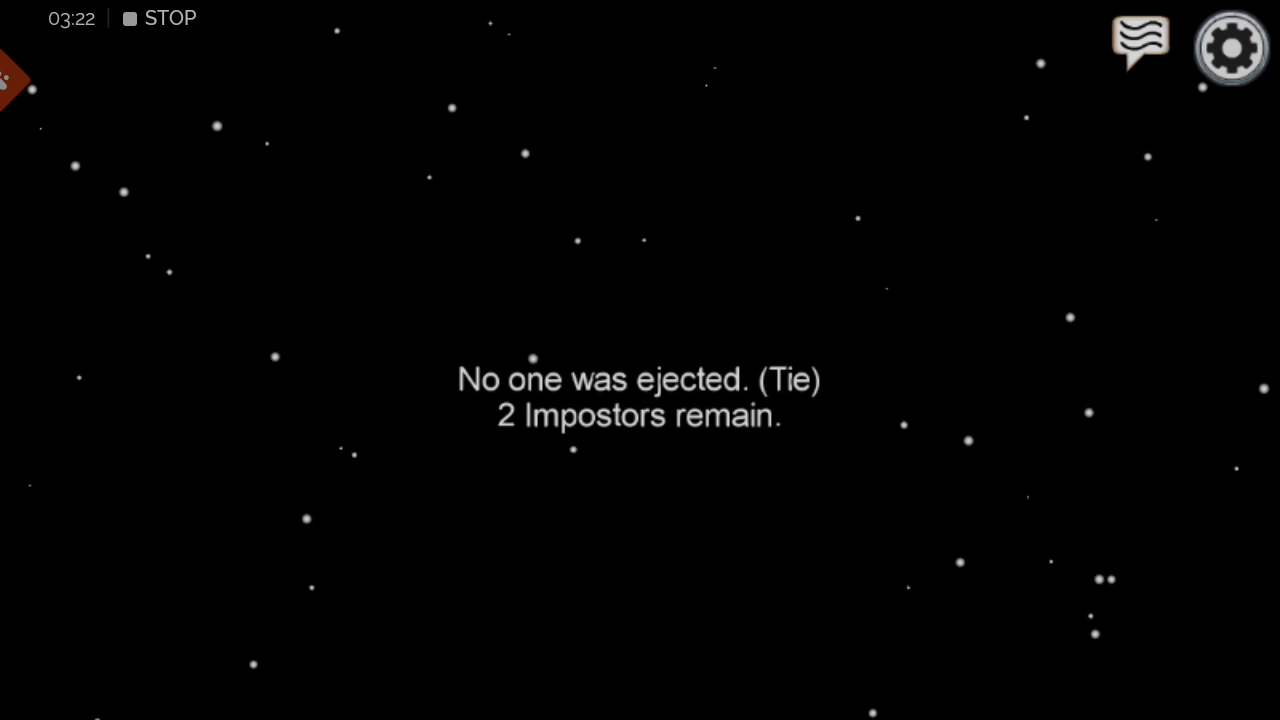 03:22 STOP
No one was ejected. (Tie)
2 Impostors remain.